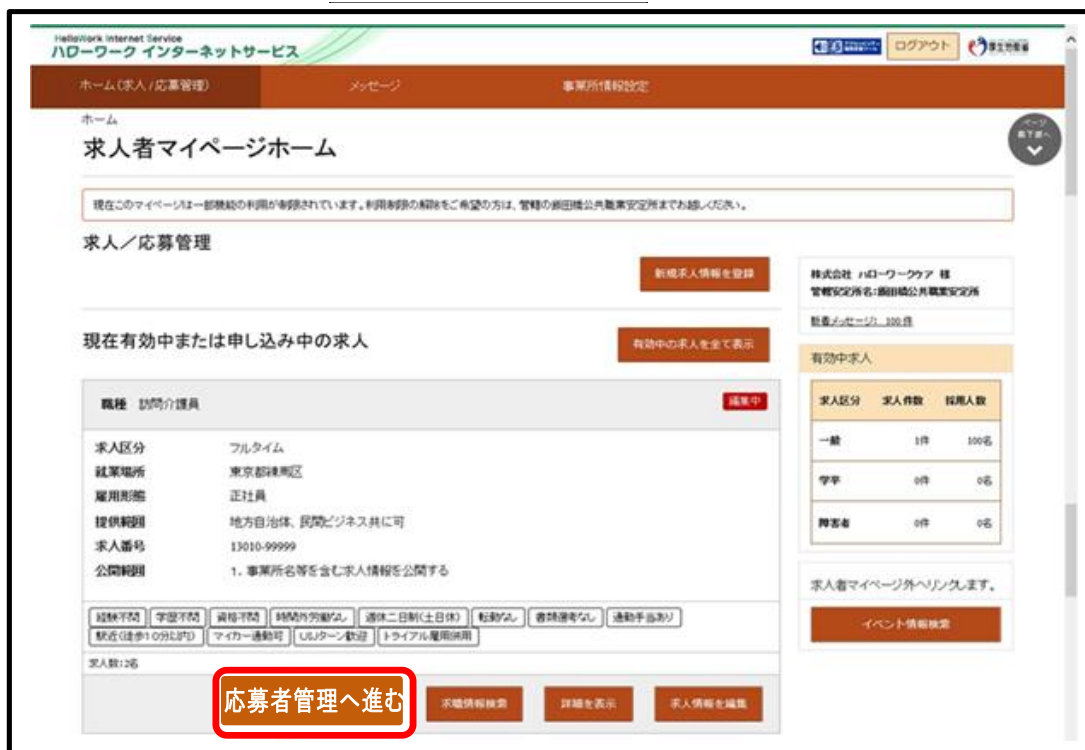 HelloWork Internet Service
ハローワーク インターネットサービス
ログアウト
厚生労働省
ホーム(求人/応募管理)
メッセージ
事業所情報設定
ホーム
求人者マイページホーム
ページ
最下部へ
現在このマイページは一部機能の利用が制限されています。利用制限の解除をご希望の方は、管轄の飯田橋公共職業安定所までお越しください。
求人／応募管理
新規求人情報を登録
現在有効中または申し込み中の求人
有効中の求人を全て表示
職種 訪問介護員
編集中
求人区分 フルタイム
就業場所 東京都練馬区
雇用形態 正社員
提供範囲 地方自治体、民間ビジネス共に可
求人番号 13010-99999
公開範囲 1．事業所名等を含む求人情報を公開する
経験不問 学歴不問 資格不問 時間外労働なし 週休二日制(土日休) 転勤なし 書類選考なし 通勤手当あり
駅近(徒歩10分以内) マイカー通勤可 UIJターン歓迎 トライアル雇用併用
求人数:2名
応募者管理へ進む
求職情報検索
詳細を表示
求人情報を編集
株式会社 ハローワークケア 様
管轄安定所名:飯田橋公共職業安定所
新着メッセージ: 100件
有効中求人
求人区分 求人件数 採用人数
一般 1件 100名
学卒 0件 0名
障害者 0件 0名
求人者マイページ外へリンクします。
イベント情報検索